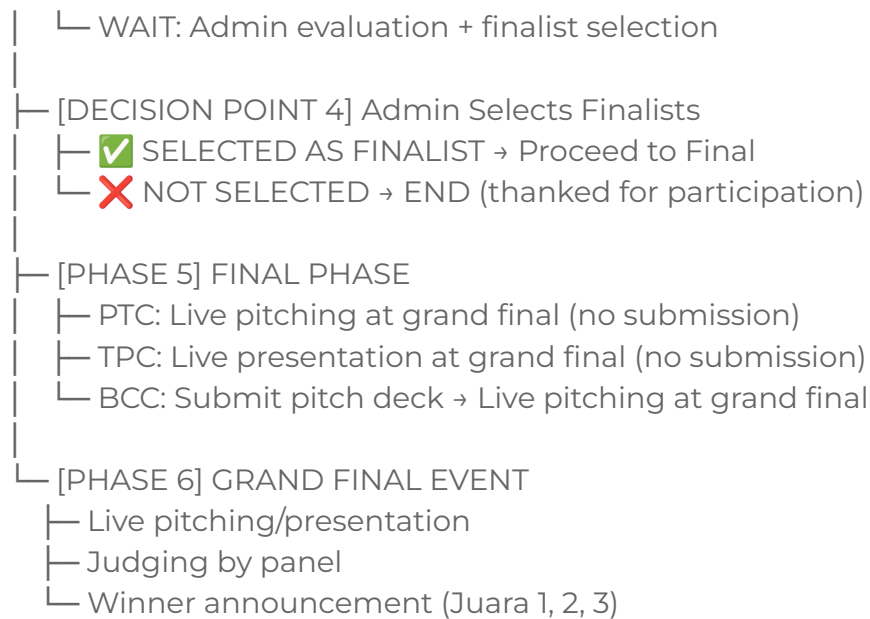 │   └─ WAIT: Admin evaluation + finalist selection
│
├─ [DECISION POINT 4] Admin Selects Finalists
│   ├─ ✅ SELECTED AS FINALIST → Proceed to Final
│   └─ ❌ NOT SELECTED → END (thanked for participation)
│
├─ [PHASE 5] FINAL PHASE
│   ├─ PTC: Live pitching at grand final (no submission)
│   ├─ TPC: Live presentation at grand final (no submission)
│   └─ BCC: Submit pitch deck → Live pitching at grand final
│
└─ [PHASE 6] GRAND FINAL EVENT
    ├─ Live pitching/presentation
    ├─ Judging by panel
    └─ Winner announcement (Juara 1, 2, 3)